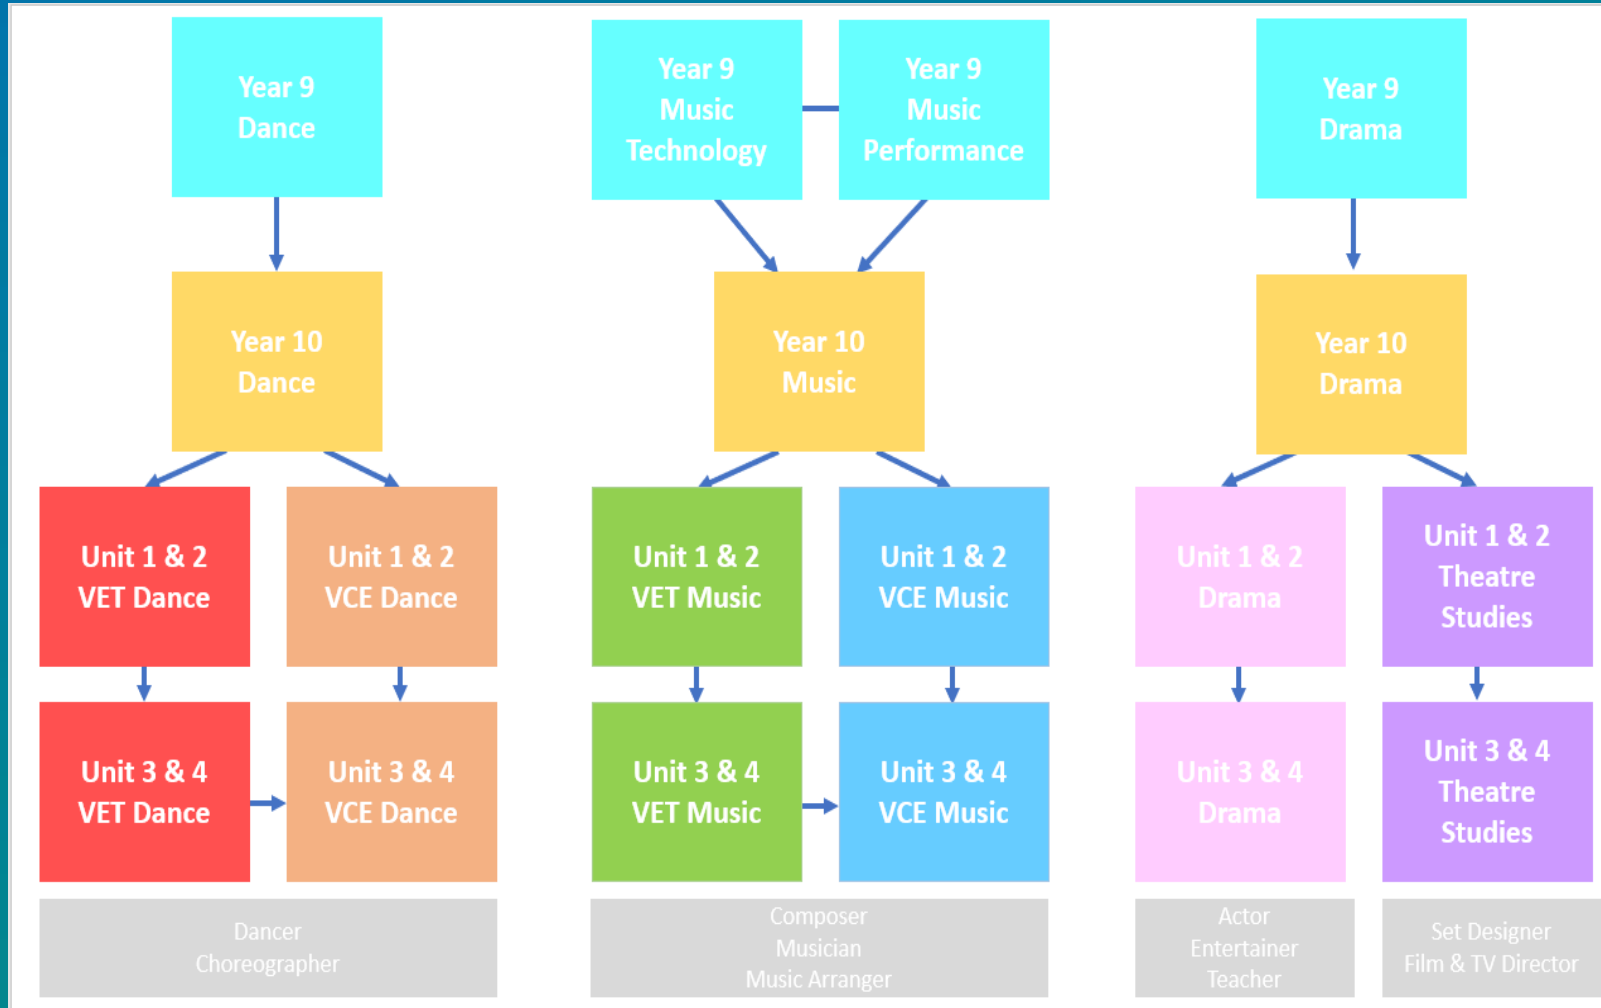 Year 9
Dance
Year 9
Music
Technology
Year 9
Music
Performance
Year 9
Drama
Year 10
Dance
Year 10
Music
Year 10
Drama
Unit 1 & 2
VET Dance
Unit 1 & 2
VCE Dance
Unit 1 & 2
VET Music
Unit 1 & 2
VCE Music
Unit 1 & 2
Drama
Unit 1 & 2
Theatre
Studies
Unit 3 & 4
VET Dance
Unit 3 & 4
VCE Dance
Unit 3 & 4
VET Music
Unit 3 & 4
VCE Music
Unit 3 & 4
Drama
Unit 3 & 4
Theatre
Studies
Dancer
Choreographer
Composer
Musician
Music Arranger
Actor
Entertainer
Teacher
Set Designer
Film & TV Director